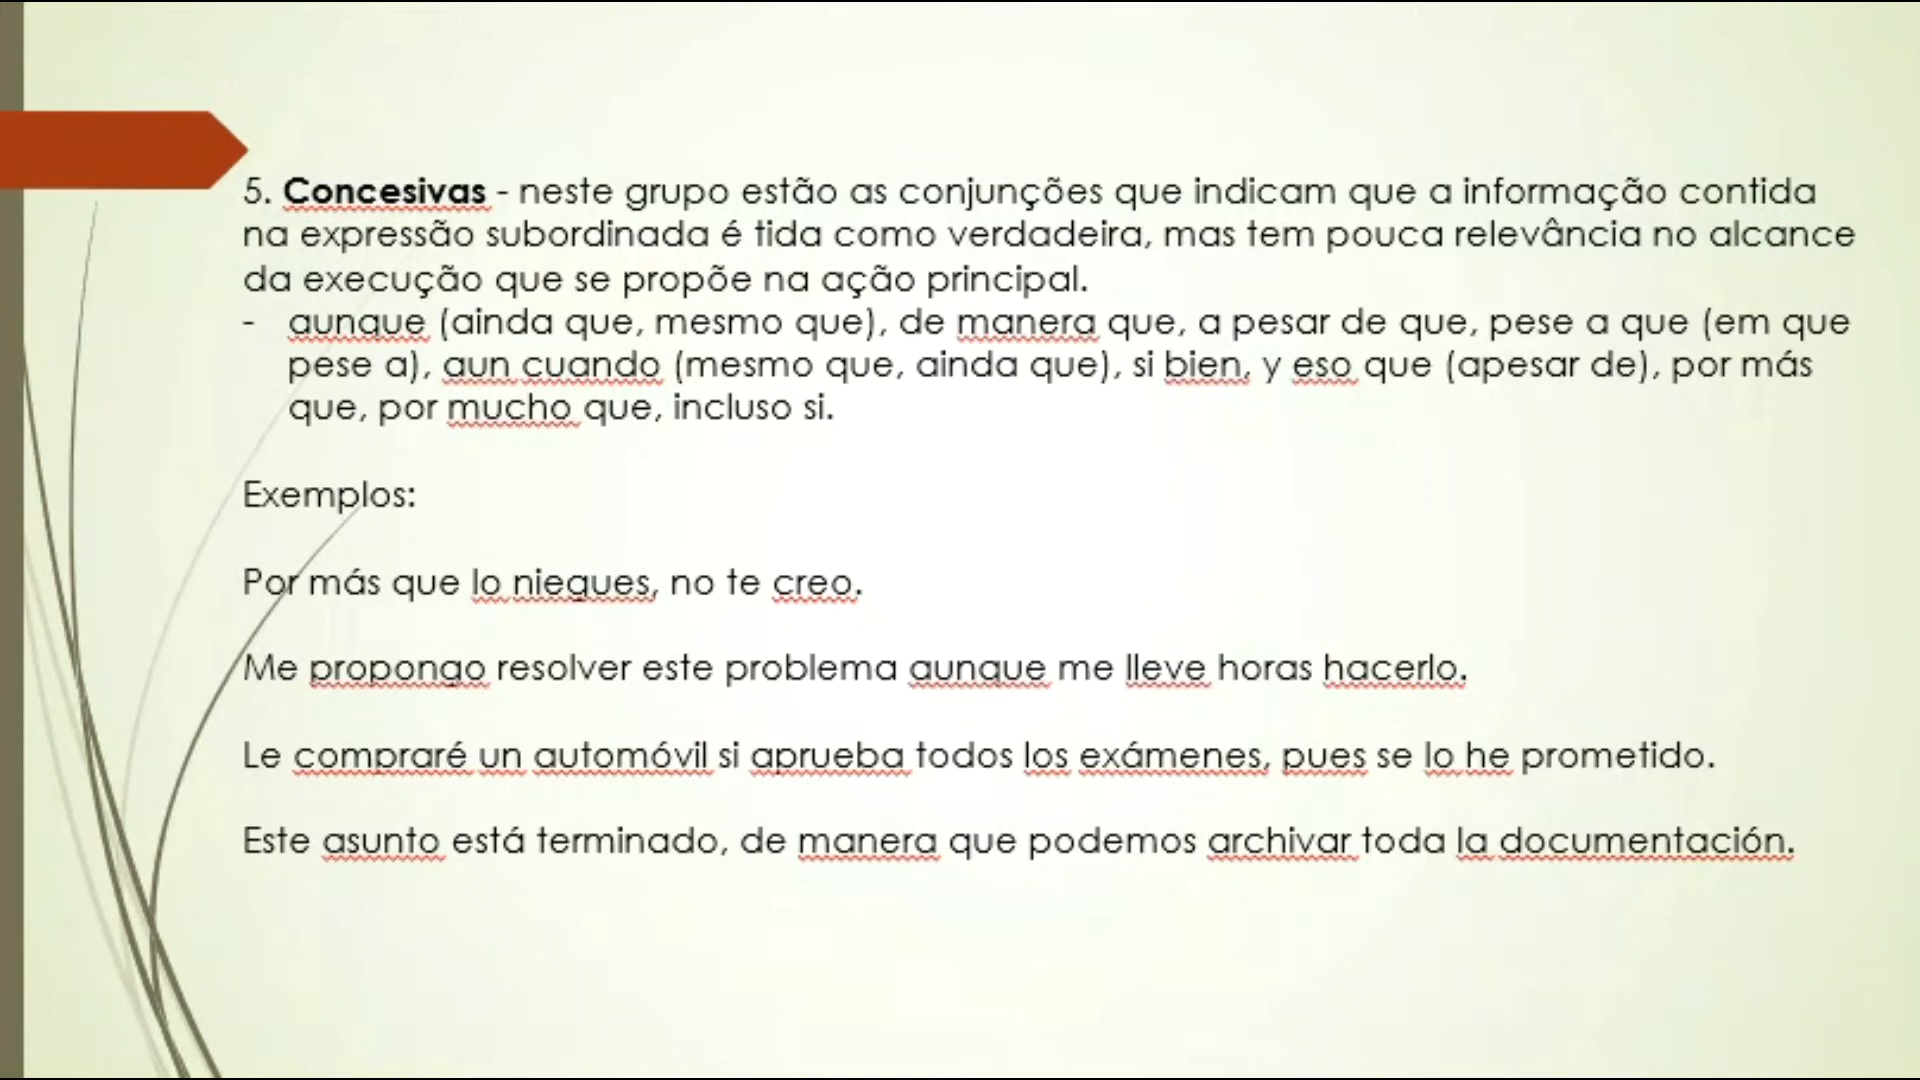 5. Concesivas - neste grupo estão as conjunções que indicam que a informação contida
na expressão subordinada é tida como verdadeira, mas tem pouca relevância no alcance
da execução que se propõe na ação principal.
- aunque (ainda que, mesmo que), de manera que, a pesar de que, pese a que (em que
pese a), aun cuando (mesmo que, ainda que), si bien, y eso que (apesar de), por más
que, por mucho que, incluso si.
Exemplos:
Por más que lo niegues, no te creo.
Me propongo resolver este problema aunque me lleve horas hacerlo.
Le compraré un automóvil si aprueba todos los exámenes, pues se lo he prometido.
Este asunto está terminado, de manera que podemos archivar toda la documentación.